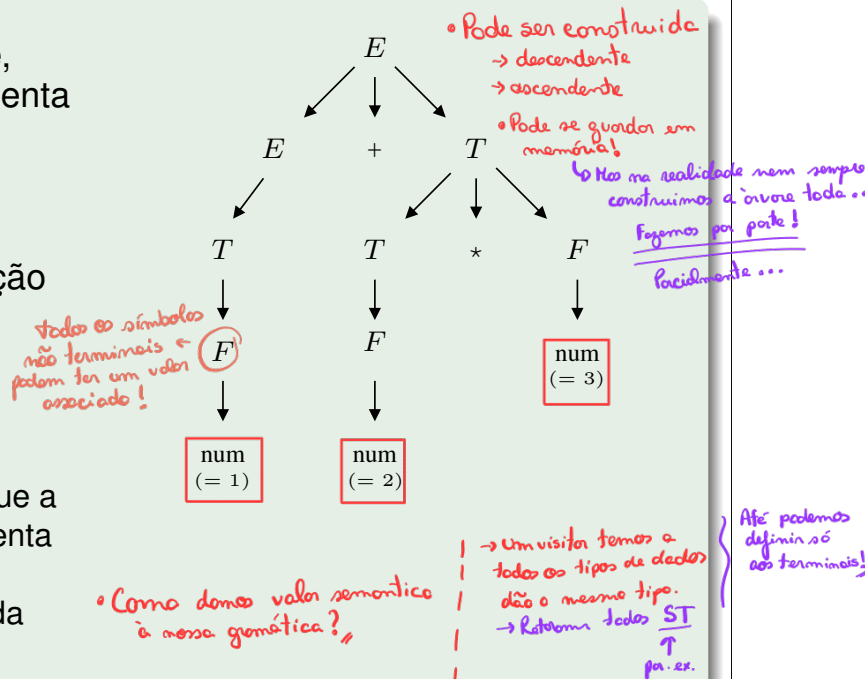 e,
enta
ção
ue a
enta
da
E
E + T
T T ⋆ F
F F num
(= 3)
num num
(= 1) (= 2)
• Pode ser construida
→ descendente
→ ascendente
• Pode se guardar em
memória!
↳ Mas na realidade nem sempre
construimos a àrvore toda ...
Fazemos por parte!
Parcialmente ...
todos os símbolos
não terminais ←
podem ter um valor
associado!
• Como damos valor semantico
à nossa gramática?
→ Um visitor temos a
todos os tipos de dados
dão o mesmo tipo.
→ Retornam todos ST
↑
por ex.
Até podemos
definir só
aos terminais!